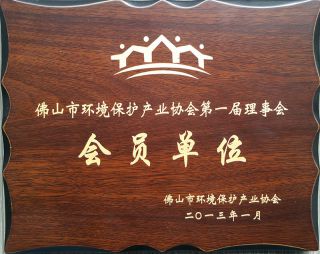 佛山市环境保护产业协会第一届理事会
会员单位
佛山市环境保护产业协会
二〇一三年一月